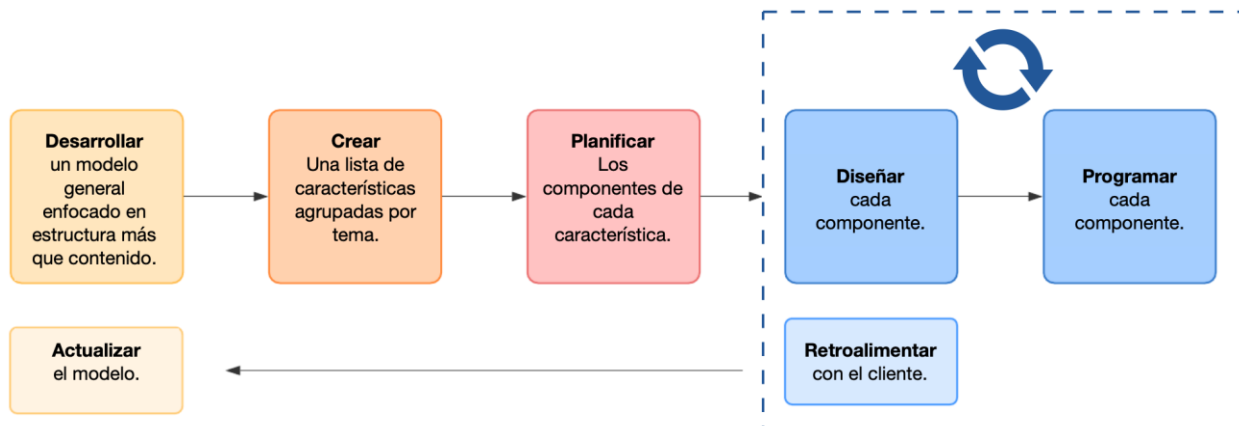 Desarrollar
un modelo
general
enfocado en
estructura más
que contenido.
Crear
Una lista de
características
agrupadas por
tema.
Planificar
Los
componentes de
cada
característica.
Diseñar
cada
componente.
Programar
cada
componente.
Actualizar
el modelo.
Retroalimentar
con el cliente.